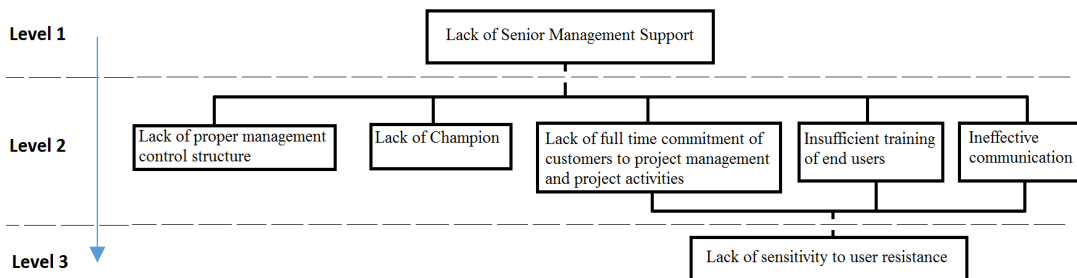 Level 1
Lack of Senior Management Support
Level 2
Lack of proper management
control structure
Lack of Champion
Lack of full time commitment of
customers to project management
and project activities
Insufficient training
of end users
Ineffective
communication
Level 3
Lack of sensitivity to user resistance